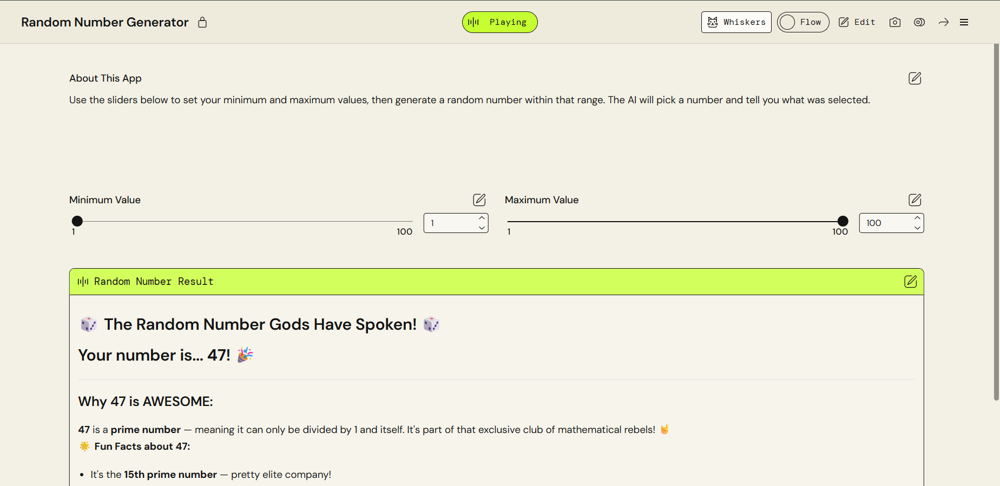 Random Number Generator
Playing
Whiskers
Flow
Edit
About This App
Use the sliders below to set your minimum and maximum values, then generate a random number within that range. The AI will pick a number and tell you what was selected.
Minimum Value
1
100
1
Maximum Value
1
100
100
Random Number Result
🎲 The Random Number Gods Have Spoken! 🎲
Your number is... 47! 🎉
Why 47 is AWESOME:
47 is a prime number — meaning it can only be divided by 1 and itself. It's part of that exclusive club of mathematical rebels! 🤘
🌟 Fun Facts about 47:
• It's the 15th prime number — pretty elite company!